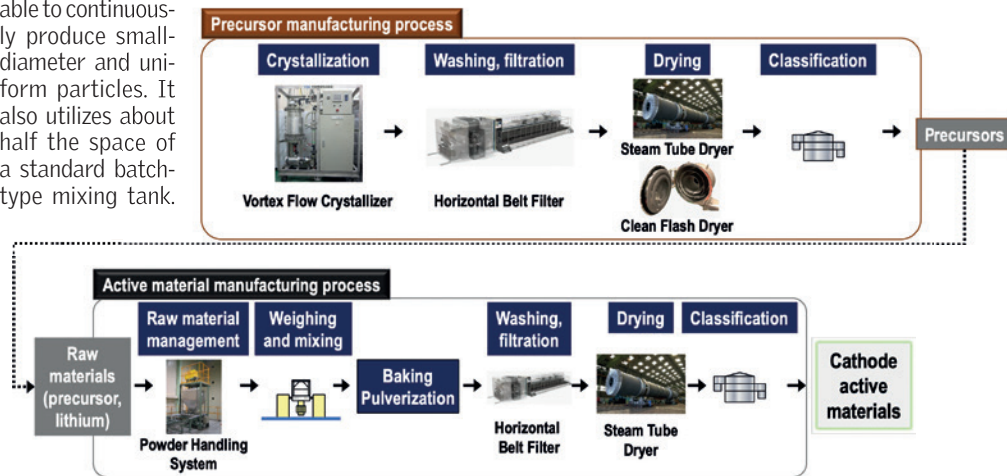 able to continuous-
ly produce small-
diameter and uni-
form particles. It
also utilizes about
half the space of
a standard batch-
type mixing tank.
Precursor manufacturing process
Crystallization
Washing, filtration
Drying
Classification
Steam Tube Dryer
Vortex Flow Crystallizer
Horizontal Belt Filter
Clean Flash Dryer
Precursors
Active material manufacturing process
Raw material
management
Weighing
and mixing
Washing,
filtration
Drying
Classification
Raw
materials
(precursor,
lithium)
Baking
Pulverization
Powder Handling
System
Horizontal
Belt Filter
Steam Tube
Dryer
Cathode
active
materials